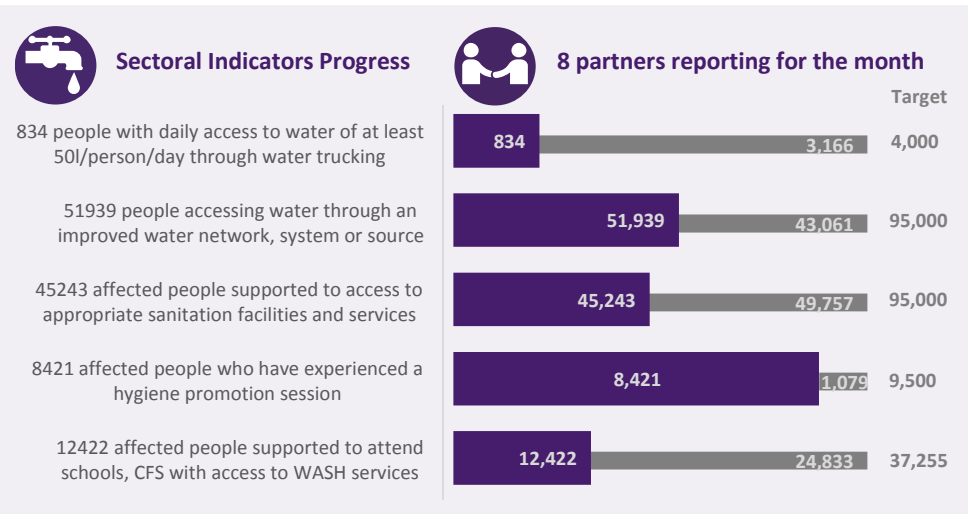 Sectoral Indicators Progress
8 partners reporting for the month
Target
834 people with daily access to water of at least
50l/person/day through water trucking
834
3,166
4,000
51939 people accessing water through an
improved water network, system or source
51,939
43,061
95,000
45243 affected people supported to access to
appropriate sanitation facilities and services
45,243
49,757
95,000
8421 affected people who have experienced a
hygiene promotion session
8,421
1,079
9,500
12422 affected people supported to attend
schools, CFS with access to WASH services
12,422
24,833
37,255